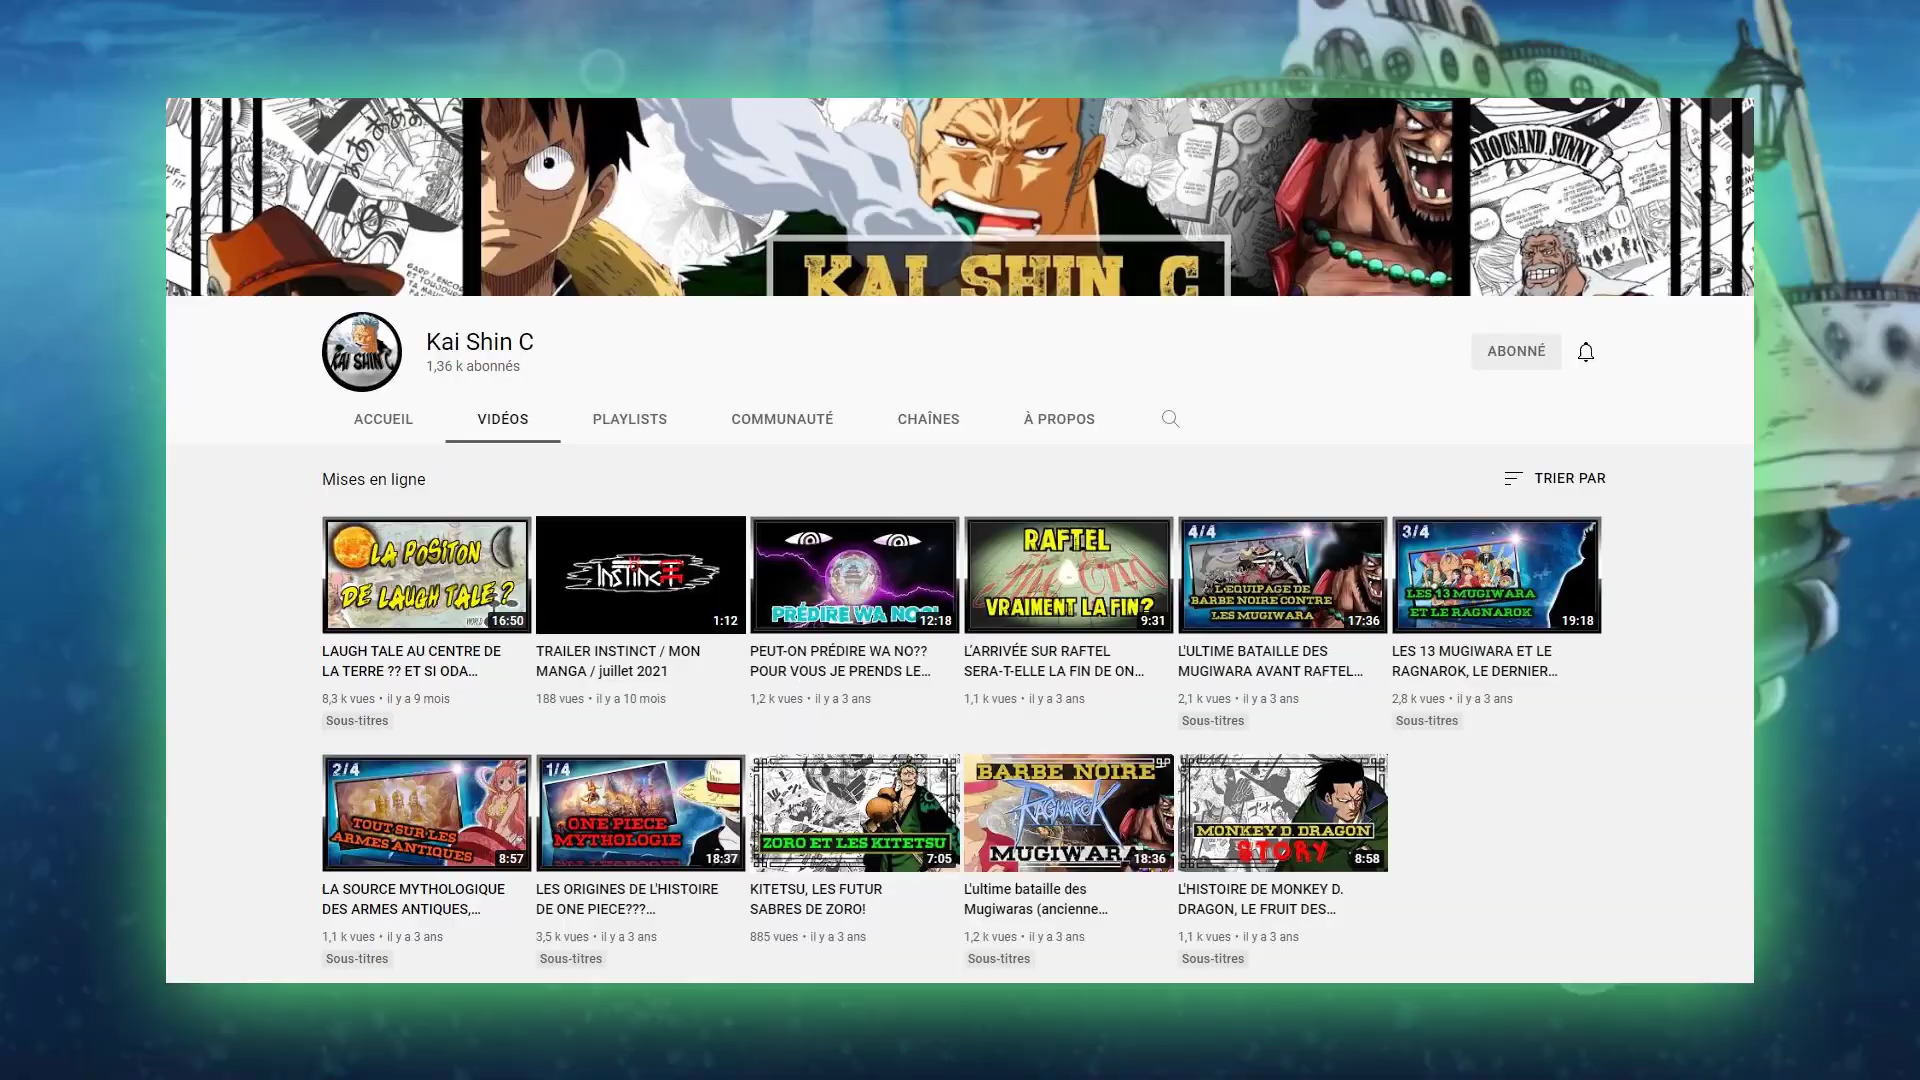 THOUSAND SUNNY
KAI SHIN C
KAI SHIN C
Kai Shin C
1,36 k abonnés
ABONNÉ
ACCUEIL
VIDÉOS
PLAYLISTS
COMMUNAUTÉ
CHAÎNES
À PROPOS
Mises en ligne
TRIER PAR
LA POSITON
DE LAUGH TALE ?
16:50
INSTINCT
1:12
PRÉDIRE WA NO
12:18
RAFTEL
VRAIMENT LA FIN?
9:31
4/4
L'EQUIPAGE DE
BARBE NOIRE CONTRE
LES MUGIWARA
17:36
3/4
LES 13 MUGIWARA
ET LE RAGNAROK
19:18
LAUGH TALE AU CENTRE DE
LA TERRE ?? ET SI ODA...
8,3 k vues • il y a 9 mois
Sous-titres
TRAILER INSTINCT / MON
MANGA / juillet 2021
188 vues • il y a 10 mois
PEUT-ON PRÉDIRE WA NO??
POUR VOUS JE PRENDS LE...
1,2 k vues • il y a 3 ans
L'ARRIVÉE SUR RAFTEL
SERA-T-ELLE LA FIN DE ON...
1,1 k vues • il y a 3 ans
L'ULTIME BATAILLE DES
MUGIWARA AVANT RAFTEL...
2,1 k vues • il y a 3 ans
Sous-titres
LES 13 MUGIWARA ET LE
RAGNAROK, LE DERNIER...
2,8 k vues • il y a 3 ans
Sous-titres
2/4
TOUT SUR LES
ARMES ANTIQUES
8:57
1/4
ONE PIECE
MYTHOLOGIE
18:37
ZORO ET LES KITETSU
7:05
BARBE NOIRE
RAGNAROK
MUGIWARA
18:36
MONKEY D. DRAGON
STORY
8:58
LA SOURCE MYTHOLOGIQUE
DES ARMES ANTIQUES,...
1,1 k vues • il y a 3 ans
Sous-titres
LES ORIGINES DE L'HISTOIRE
DE ONE PIECE???...
3,5 k vues • il y a 3 ans
Sous-titres
KITETSU, LES FUTUR
SABRES DE ZORO!
885 vues • il y a 3 ans
L'ultime bataille des
Mugiwaras (ancienne...
1,2 k vues • il y a 3 ans
Sous-titres
L'HISTOIRE DE MONKEY D.
DRAGON, LE FRUIT DES...
1,1 k vues • il y a 3 ans
Sous-titres